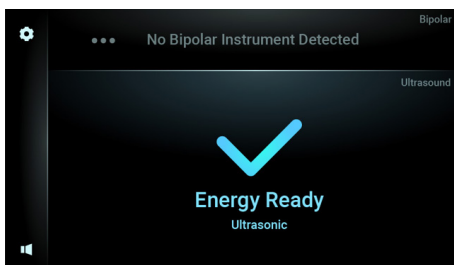 Bipolar
No Bipolar Instrument Detected
Ultrasound
Energy Ready
Ultrasonic